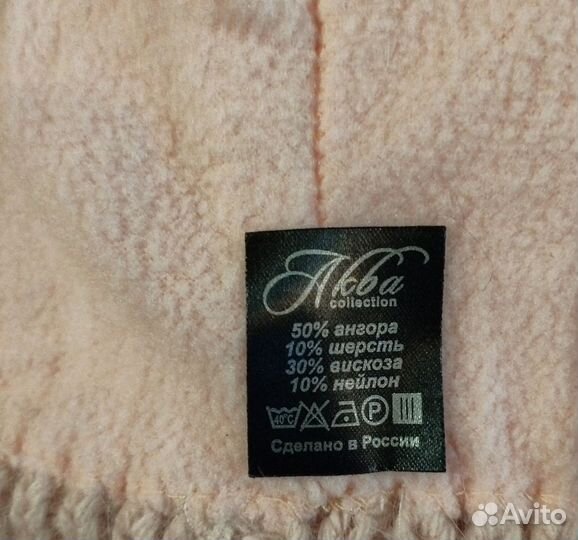 Аква
collection
50% ангора
10% шерсть
30% вискоза
10% нейлон
40°C P
Сделано в России
Avito